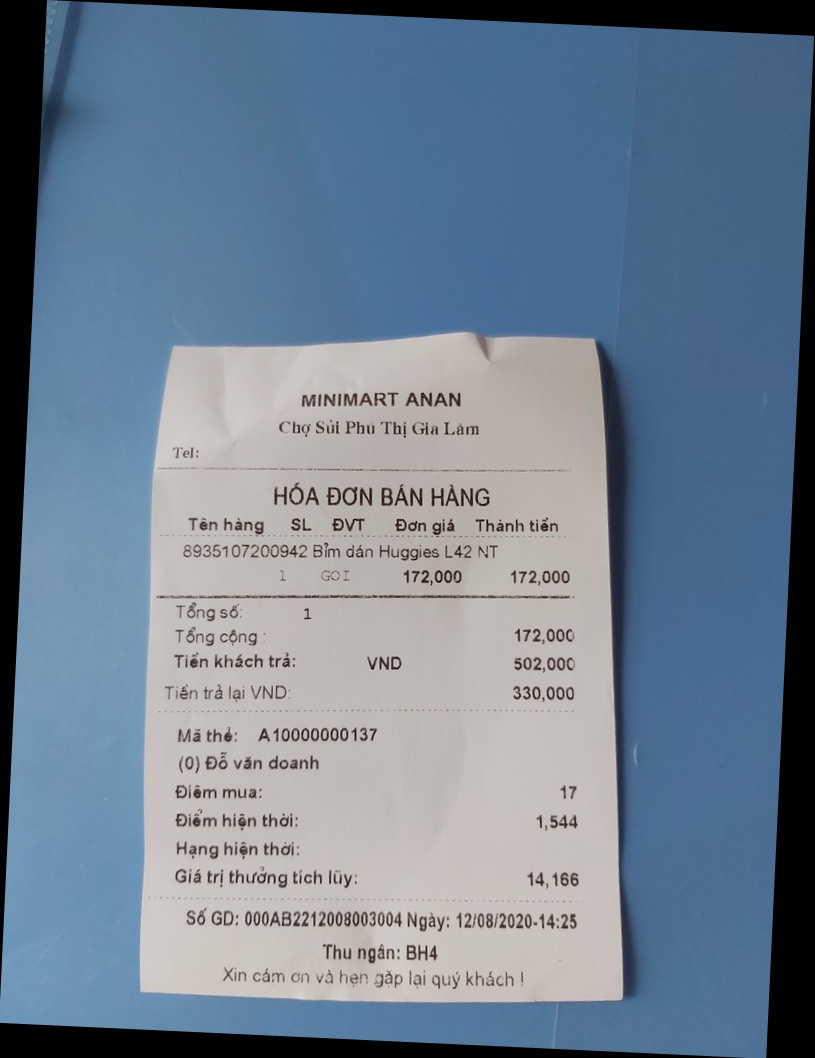 MINIMART ANAN
Chợ Sủi Phú Thị Gia Lâm
Tel:
HÓA ĐƠN BÁN HÀNG
Tên hàng SL ĐVT Đơn giá Thành tiền
8935107200942 Bỉm dán Huggies L42 NT
1 GOI 172,000 172,000
Tổng số: 1
Tổng cộng : 172,000
Tiền khách trả: VND 502,000
Tiền trả lại VND: 330,000
Mã thẻ: A10000000137
(0) Đỗ văn doanh
Điểm mua: 17
Điểm hiện thời: 1,544
Hạng hiện thời:
Giá trị thưởng tích lũy: 14,166
Số GD: 000AB2212008003004 Ngày: 12/08/2020-14:25
Thu ngân: BH4
Xin cám ơn và hẹn gặp lại quý khách !